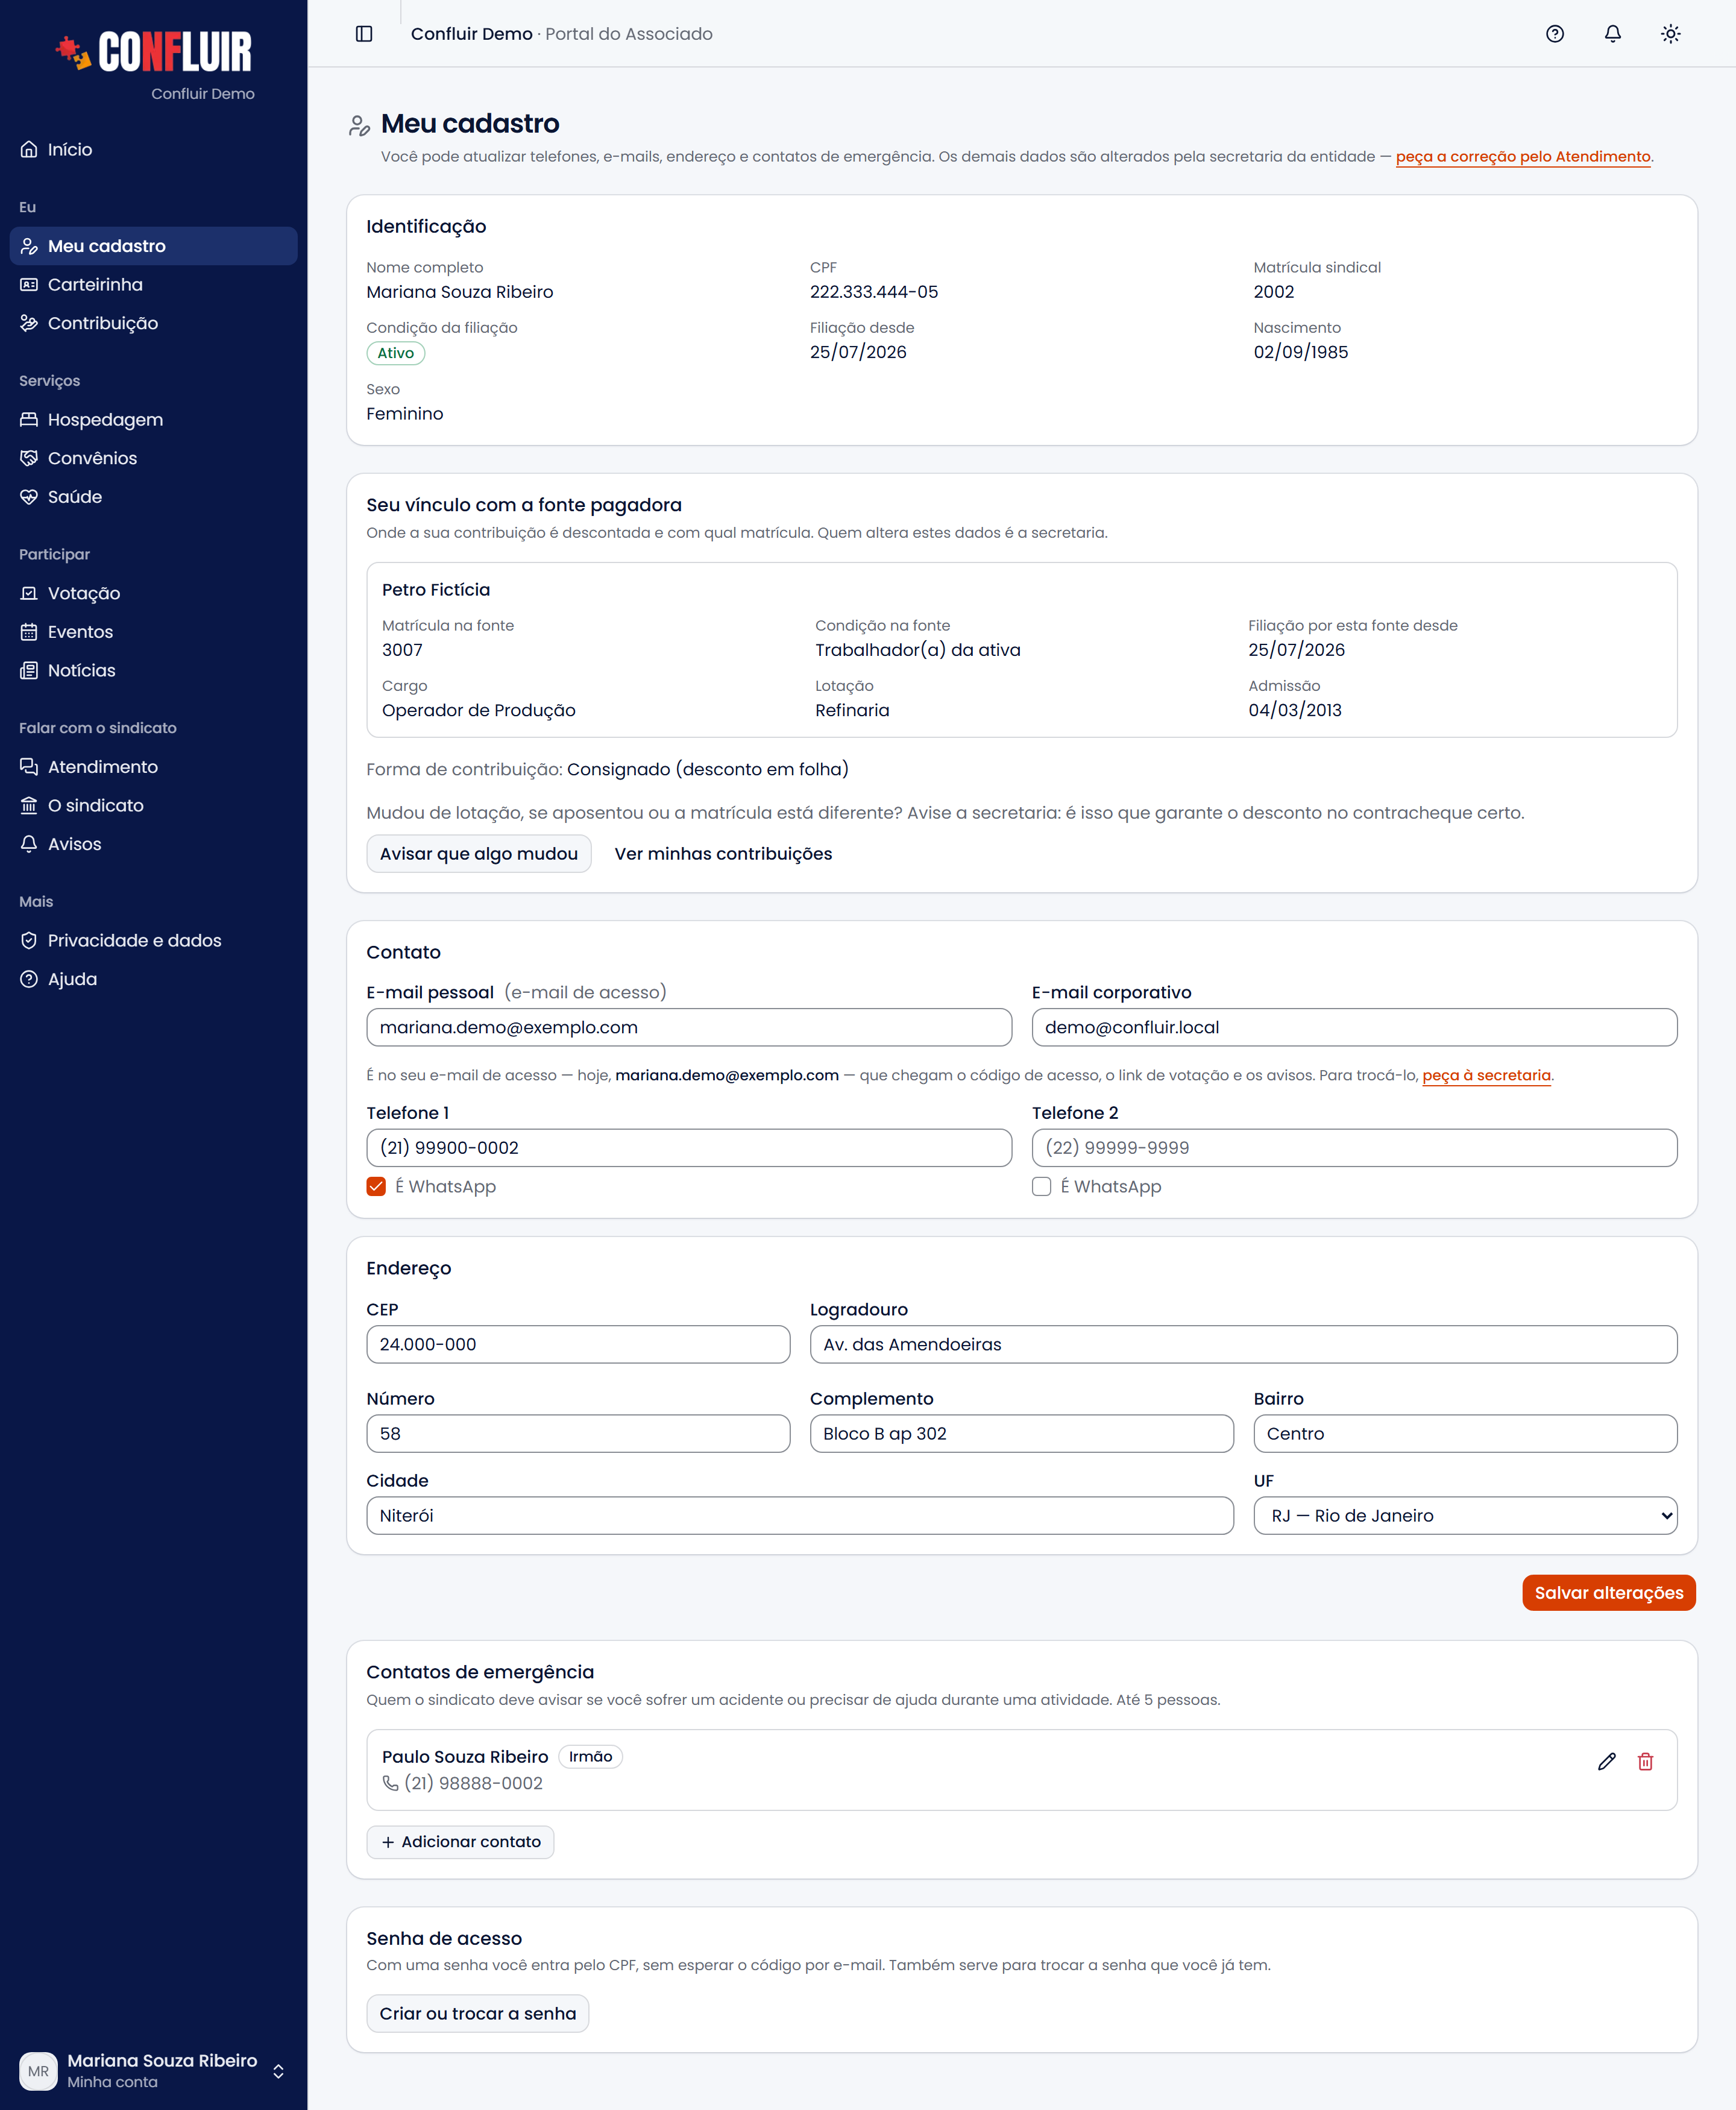 CONFLUIR
Confluir Demo
Início
Eu
Meu cadastro
Carteirinha
Contribuição
Serviços
Hospedagem
Convênios
Saúde
Participar
Votação
Eventos
Notícias
Falar com o sindicato
Atendimento
O sindicato
Avisos
Mais
Privacidade e dados
Ajuda
MR
Mariana Souza Ribeiro
Minha conta
Confluir Demo · Portal do Associado
Meu cadastro
Você pode atualizar telefones, e-mails, endereço e contatos de emergência. Os demais dados são alterados pela secretaria da entidade — peça a correção pelo Atendimento.
Identificação
Nome completo
Mariana Souza Ribeiro
CPF
222.333.444-05
Matrícula sindical
2002
Condição da filiação
Ativo
Filiação desde
25/07/2026
Nascimento
02/09/1985
Sexo
Feminino
Seu vínculo com a fonte pagadora
Onde a sua contribuição é descontada e com qual matrícula. Quem altera estes dados é a secretaria.
Petro Fictícia
Matrícula na fonte
3007
Condição na fonte
Trabalhador(a) da ativa
Filiação por esta fonte desde
25/07/2026
Cargo
Operador de Produção
Lotação
Refinaria
Admissão
04/03/2013
Forma de contribuição: Consignado (desconto em folha)
Mudou de lotação, se aposentou ou a matrícula está diferente? Avise a secretaria: é isso que garante o desconto no contracheque certo.
Avisar que algo mudou
Ver minhas contribuições
Contato
E-mail pessoal (e-mail de acesso)
mariana.demo@exemplo.com
E-mail corporativo
demo@confluir.local
É no seu e-mail de acesso — hoje, mariana.demo@exemplo.com — que chegam o código de acesso, o link de votação e os avisos. Para trocá-lo, peça à secretaria.
Telefone 1
(21) 99900-0002
É WhatsApp
Telefone 2
(22) 99999-9999
É WhatsApp
Endereço
CEP
24.000-000
Logradouro
Av. das Amendoeiras
Número
58
Complemento
Bloco B ap 302
Bairro
Centro
Cidade
Niterói
UF
RJ — Rio de Janeiro
Salvar alterações
Contatos de emergência
Quem o sindicato deve avisar se você sofrer um acidente ou precisar de ajuda durante uma atividade. Até 5 pessoas.
Paulo Souza Ribeiro Irmão
(21) 98888-0002
Adicionar contato
Senha de acesso
Com uma senha você entra pelo CPF, sem esperar o código por e-mail. Também serve para trocar a senha que você já tem.
Criar ou trocar a senha